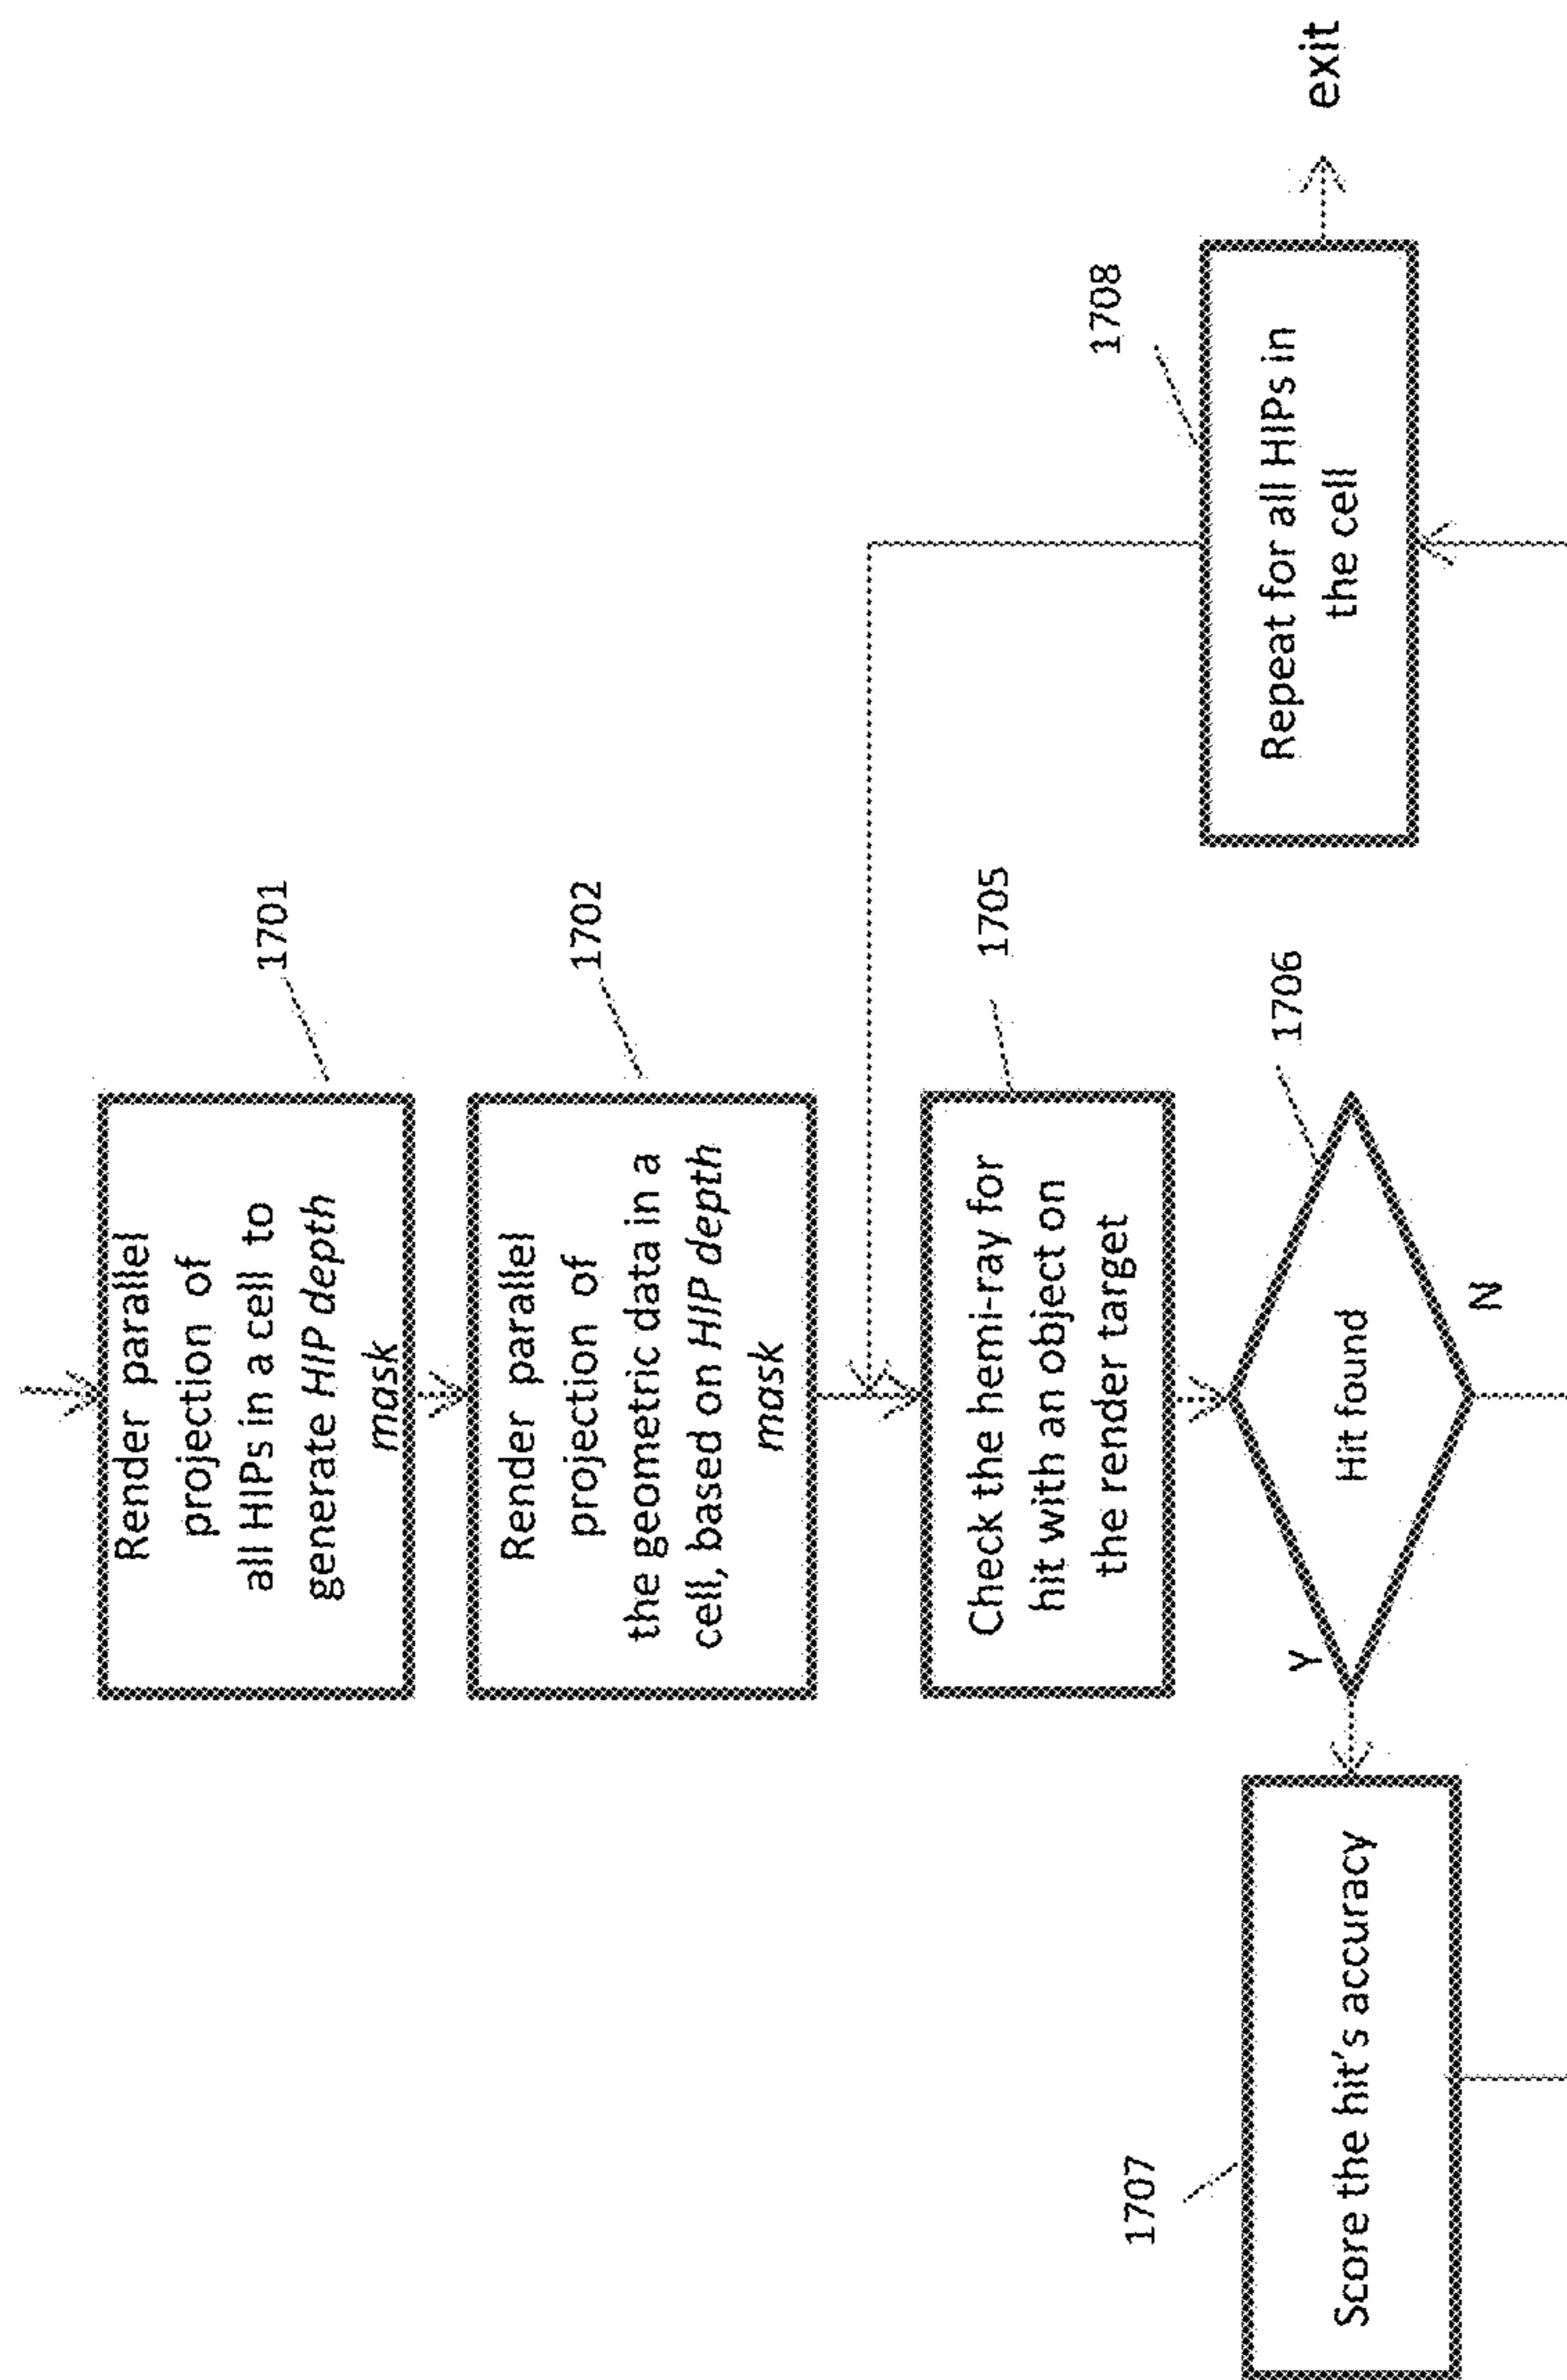 Render parallel
projection of
all HIPs in a cell to
generate HIP depth
mask
1701
Render parallel
projection of
the geometric data in a
cell, based on HIP depth
mask
1702
Check the hemi-ray for
hit with an object on
the render target
1705
Hit found
1706
Y
N
Score the hit's accuracy
1707
Repeat for all HIPs in
the cell
1708
exit